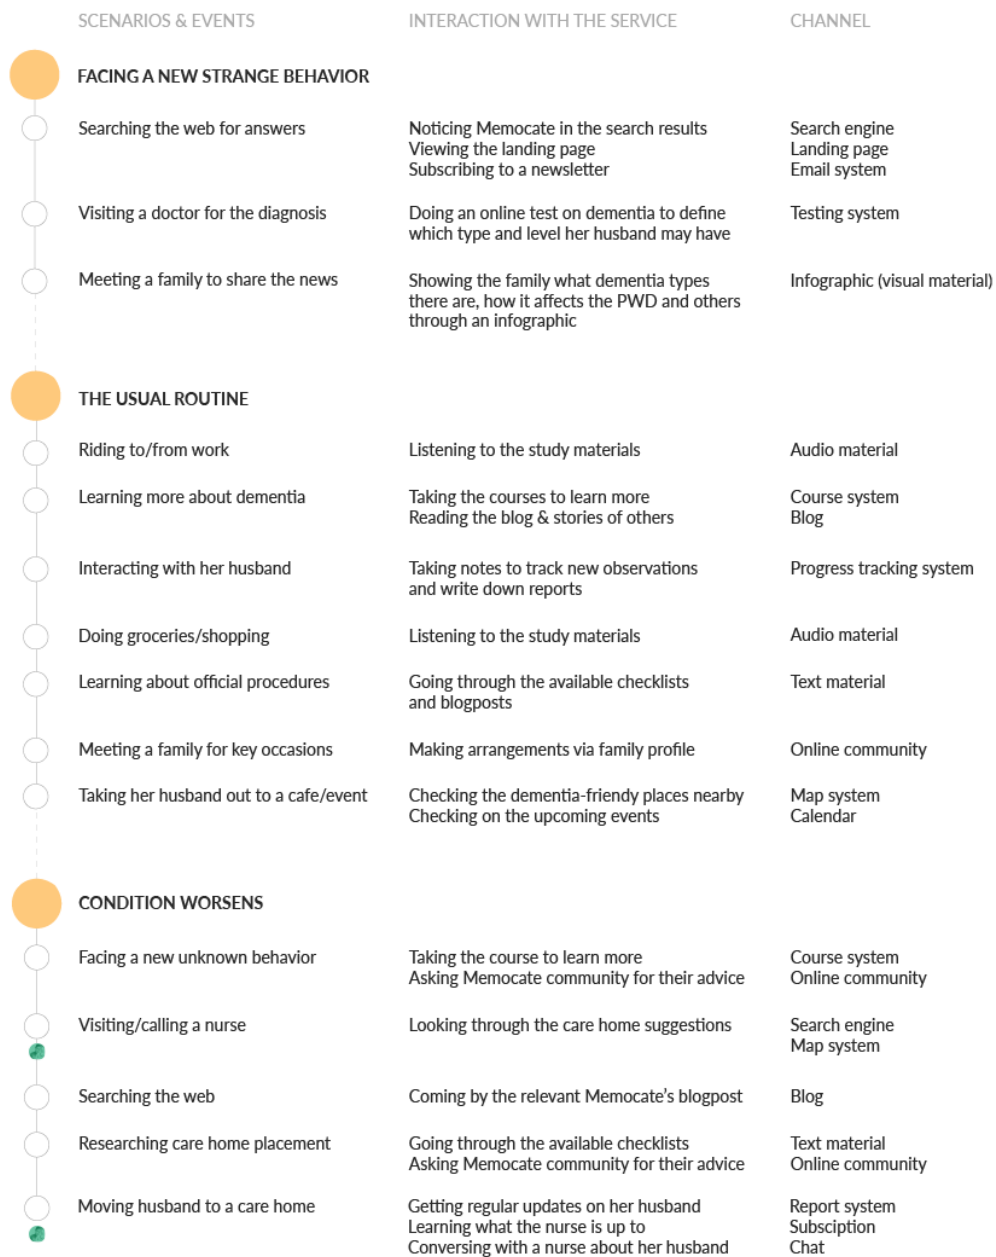 SCENARIOS & EVENTS INTERACTION WITH THE SERVICE CHANNEL
FACING A NEW STRANGE BEHAVIOR
Searching the web for answers Noticing Memocate in the search results Search engine
Viewing the landing page Landing page
Subscribing to a newsletter Email system
Visiting a doctor for the diagnosis Doing an online test on dementia to define Testing system
which type and level her husband may have
Meeting a family to share the news Showing the family what dementia types Infographic (visual material)
there are, how it affects the PWD and others
through an infographic
THE USUAL ROUTINE
Riding to/from work Listening to the study materials Audio material
Learning more about dementia Taking the courses to learn more Course system
Reading the blog & stories of others Blog
Interacting with her husband Taking notes to track new observations Progress tracking system
and write down reports
Doing groceries/shopping Listening to the study materials Audio material
Learning about official procedures Going through the available checklists Text material
and blogposts
Meeting a family for key occasions Making arrangements via family profile Online community
Taking her husband out to a cafe/event Checking the dementia-friendy places nearby Map system
Checking on the upcoming events Calendar
CONDITION WORSENS
Facing a new unknown behavior Taking the course to learn more Course system
Asking Memocate community for their advice Online community
Visiting/calling a nurse Looking through the care home suggestions Search engine
Map system
Searching the web Coming by the relevant Memocate's blogpost Blog
Researching care home placement Going through the available checklists Text material
Asking Memocate community for their advice Online community
Moving husband to a care home Getting regular updates on her husband Report system
Learning what the nurse is up to Subsciption
Conversing with a nurse about her husband Chat